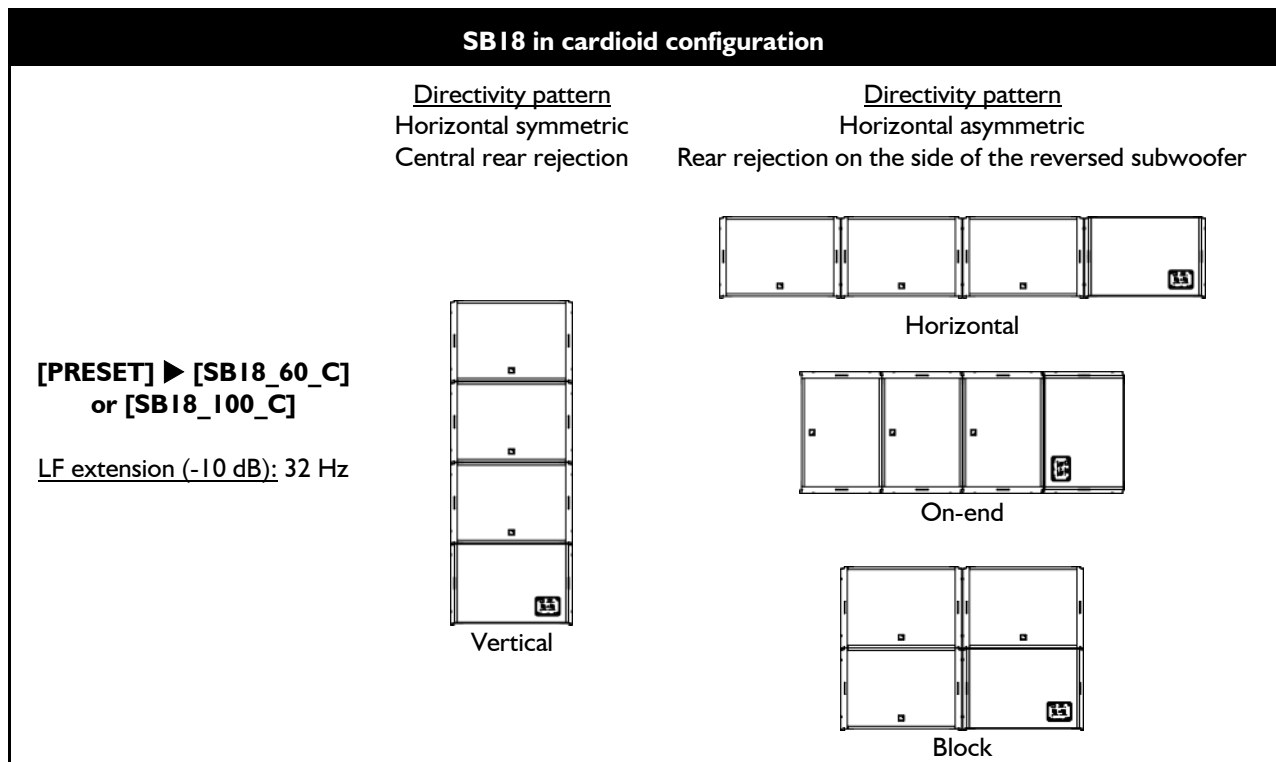 SB18 in cardioid configuration
Directivity pattern
Horizontal symmetric
Central rear rejection
Directivity pattern
Horizontal asymmetric
Rear rejection on the side of the reversed subwoofer
Horizontal
[PRESET] ▶ [SB18_60_C]
or [SB18_100_C]
LF extension (-10 dB): 32 Hz
On-end
Vertical
Block